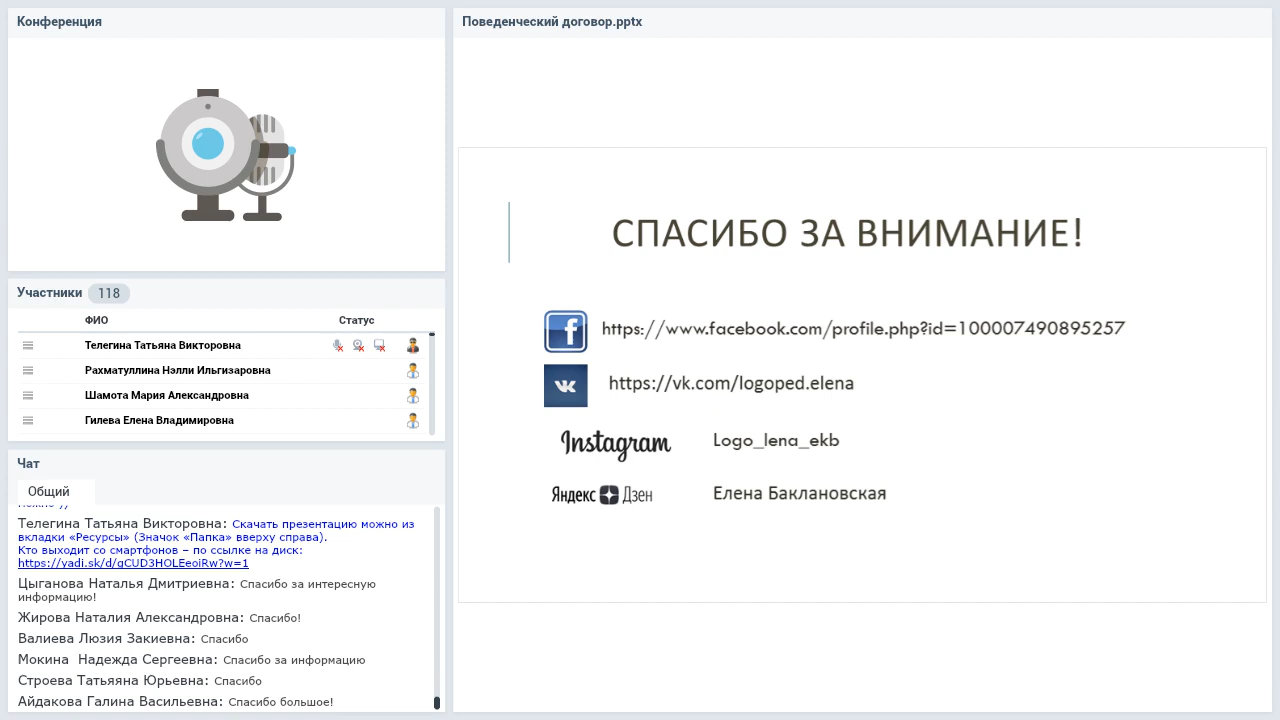 Конференция
Участники 118
ФИО Статус
Телегина Татьяна Викторовна
Рахматуллина Нэлли Ильгизаровна
Шамота Мария Александровна
Гилева Елена Владимировна
Чат
Общий
Телегина Татьяна Викторовна: Скачать презентацию можно из
вкладки «Ресурсы» (Значок «Папка» вверху справа).
Кто выходит со смартфонов – по ссылке на диск:
https://yadi.sk/d/gCUD3HOLEeoiRw?w=1
Цыганова Наталья Дмитриевна: Спасибо за интересную
информацию!
Жирова Наталия Александровна: Спасибо!
Валиева Люзия Закиевна: Спасибо
Мокина Надежда Сергеевна: Спасибо за информацию
Строева Татьяяна Юрьевна: Спасибо
Айдакова Галина Васильевна: Спасибо большое!
Поведенческий договор.pptx
СПАСИБО ЗА ВНИМАНИЕ!
f https://www.facebook.com/profile.php?id=100007490895257
https://vk.com/logoped.elena
Instagram Logo_lena_ekb
Яндекс Дзен Елена Баклановская